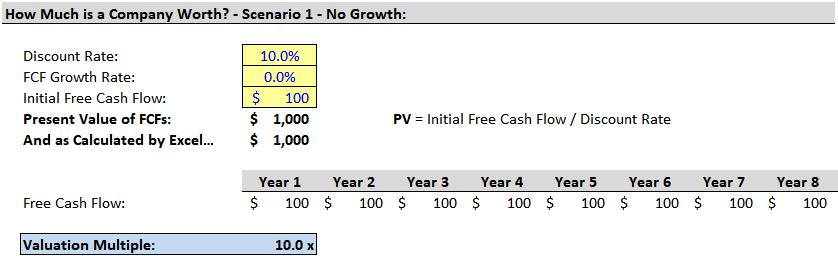 How Much is a Company Worth? - Scenario 1 - No Growth:
Discount Rate: 10.0%
FCF Growth Rate: 0.0%
Initial Free Cash Flow: $ 100
Present Value of FCFs: $ 1,000 PV = Initial Free Cash Flow / Discount Rate
And as Calculated by Excel... $ 1,000
Year 1 Year 2 Year 3 Year 4 Year 5 Year 6 Year 7 Year 8
Free Cash Flow: $ 100 $ 100 $ 100 $ 100 $ 100 $ 100 $ 100 $ 100
Valuation Multiple: 10.0 x